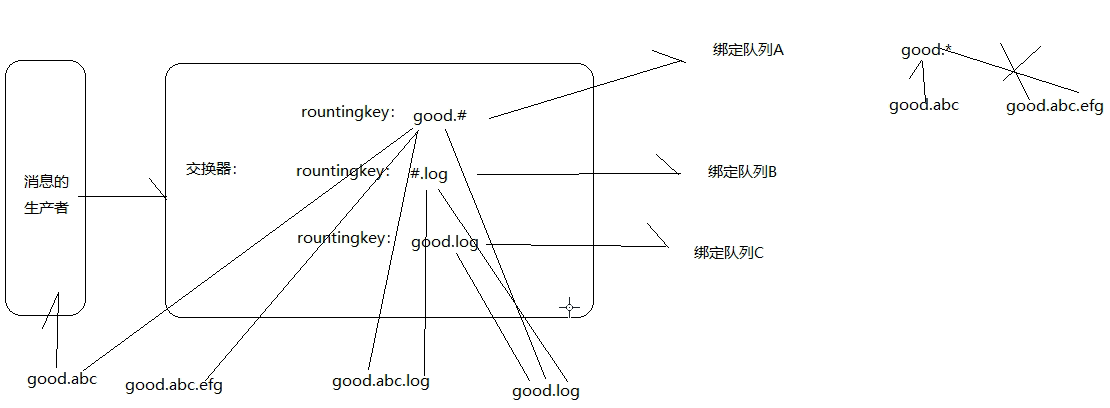 消息的
生产者
交换器：
rountingkey： good.#
rountingkey： #.log
rountingkey： good.log
绑定队列A
绑定队列B
绑定队列C
good.*
good.abc
good.abc.efg
good.abc
good.abc.efg
good.abc.log
good.log